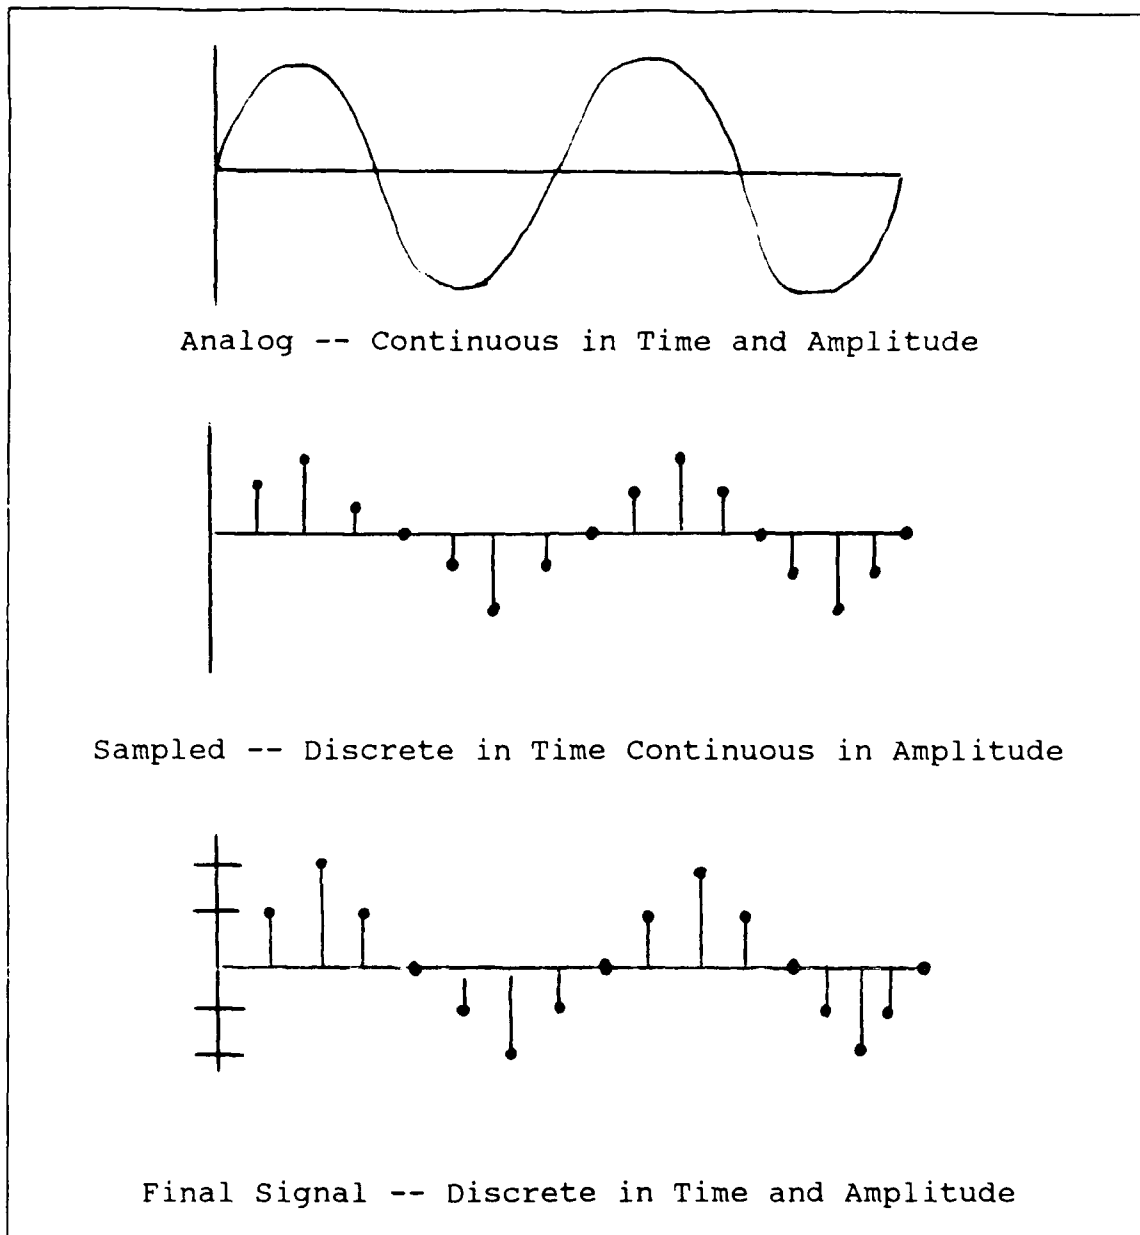 Analog -- Continuous in Time and Amplitude
Sampled -- Discrete in Time Continuous in Amplitude
Final Signal -- Discrete in Time and Amplitude